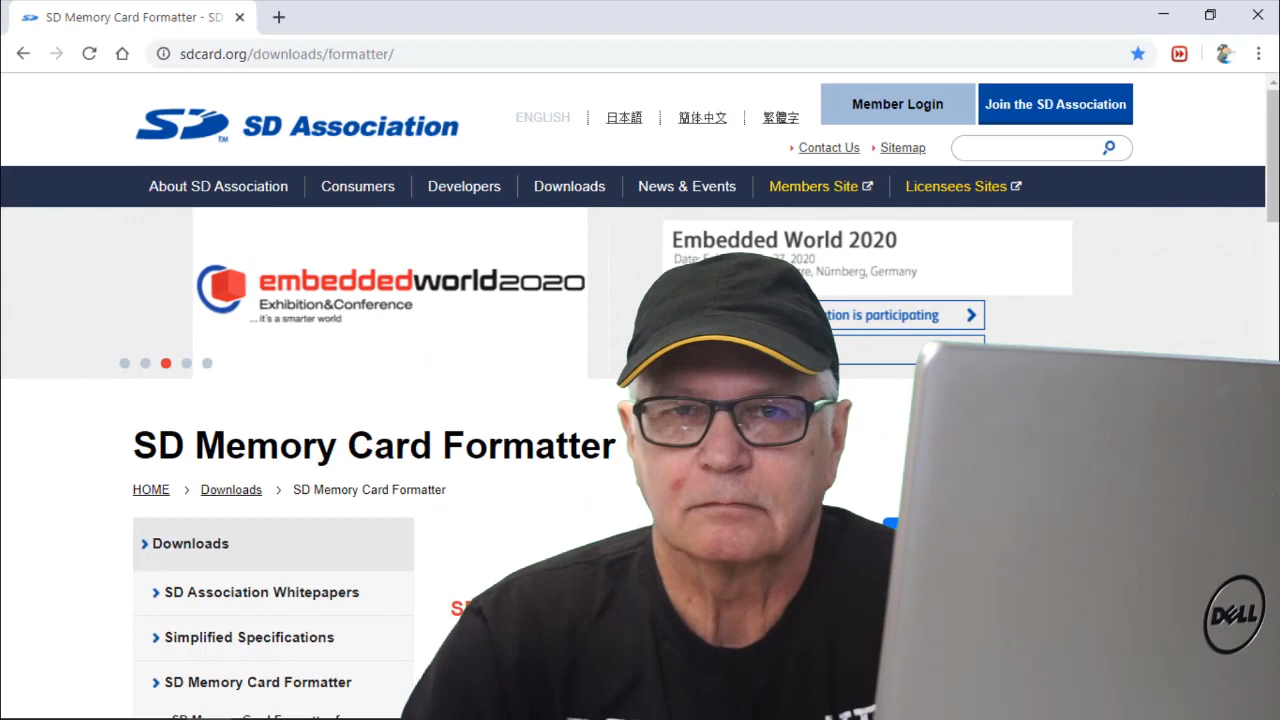 SD Memory Card Formatter - SD
sdcard.org/downloads/formatter/
SD Association
TM
ENGLISH
日本語
简体中文
繁體字
Member Login
Join the SD Association
Contact Us
Sitemap
About SD Association
Consumers
Developers
Downloads
News & Events
Members Site
Licensees Sites
embeddedworld2020
Exhibition&Conference
... it's a smarter world
Embedded World 2020
Date:
27, 2020
Nürnberg, Germany
is participating
SD Memory Card Formatter
HOME > Downloads > SD Memory Card Formatter
Downloads
SD Association Whitepapers
Simplified Specifications
SD Memory Card Formatter
DELL